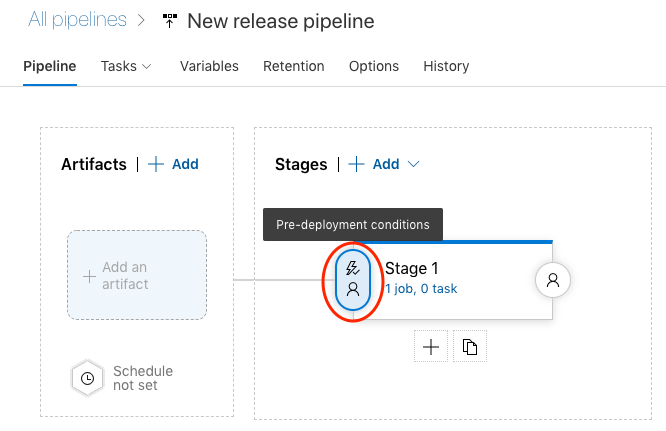 All pipelines > New release pipeline
Pipeline Tasks Variables Retention Options History
Artifacts | + Add
Stages | + Add
Pre-deployment conditions
+ Add an
artifact
Stage 1
1 job, 0 task
Schedule
not set